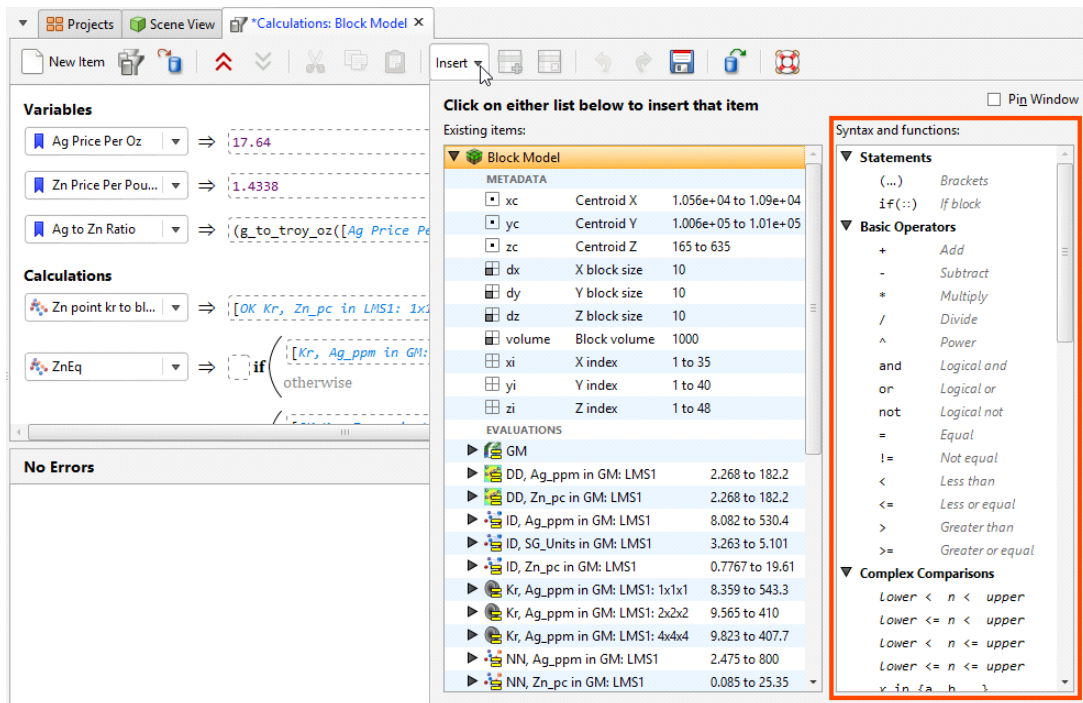 Projects
Scene View
*Calculations: Block Model
New Item
Insert
Variables
Ag Price Per Oz ⇒ 17.64
Zn Price Per Pou... ⇒ 1.4338
Ag to Zn Ratio ⇒ (g_to_troy_oz([Ag Price Pe
Calculations
Zn point kr to bl... ⇒ [OK Kr, Zn_pc in LMS1: 1x1
ZnEq ⇒ if [Kr, Ag_ppm in GM:
otherwise
No Errors
Click on either list below to insert that item
Pin Window
Existing items:
Block Model
METADATA
xc Centroid X 1.056e+04 to 1.09e+04
yc Centroid Y 1.006e+05 to 1.01e+05
zc Centroid Z 165 to 635
dx X block size 10
dy Y block size 10
dz Z block size 10
volume Block volume 1000
xi X index 1 to 35
yi Y index 1 to 40
zi Z index 1 to 48
EVALUATIONS
GM
DD, Ag_ppm in GM: LMS1 2.268 to 182.2
DD, Zn_pc in GM: LMS1 2.268 to 182.2
ID, Ag_ppm in GM: LMS1 8.082 to 530.4
ID, SG_Units in GM: LMS1 3.263 to 5.101
ID, Zn_pc in GM: LMS1 0.7767 to 19.61
Kr, Ag_ppm in GM: LMS1: 1x1x1 8.359 to 543.3
Kr, Ag_ppm in GM: LMS1: 2x2x2 9.565 to 410
Kr, Ag_ppm in GM: LMS1: 4x4x4 9.823 to 407.7
NN, Ag_ppm in GM: LMS1 2.475 to 800
NN, Zn_pc in GM: LMS1 0.085 to 25.35
Syntax and functions:
Statements
(...) Brackets
if(::) If block
Basic Operators
+ Add
- Subtract
* Multiply
/ Divide
^ Power
and Logical and
or Logical or
not Logical not
= Equal
!= Not equal
< Less than
<= Less or equal
> Greater than
>= Greater or equal
Complex Comparisons
lower < n < upper
lower <= n < upper
lower < n <= upper
lower <= n <= upper